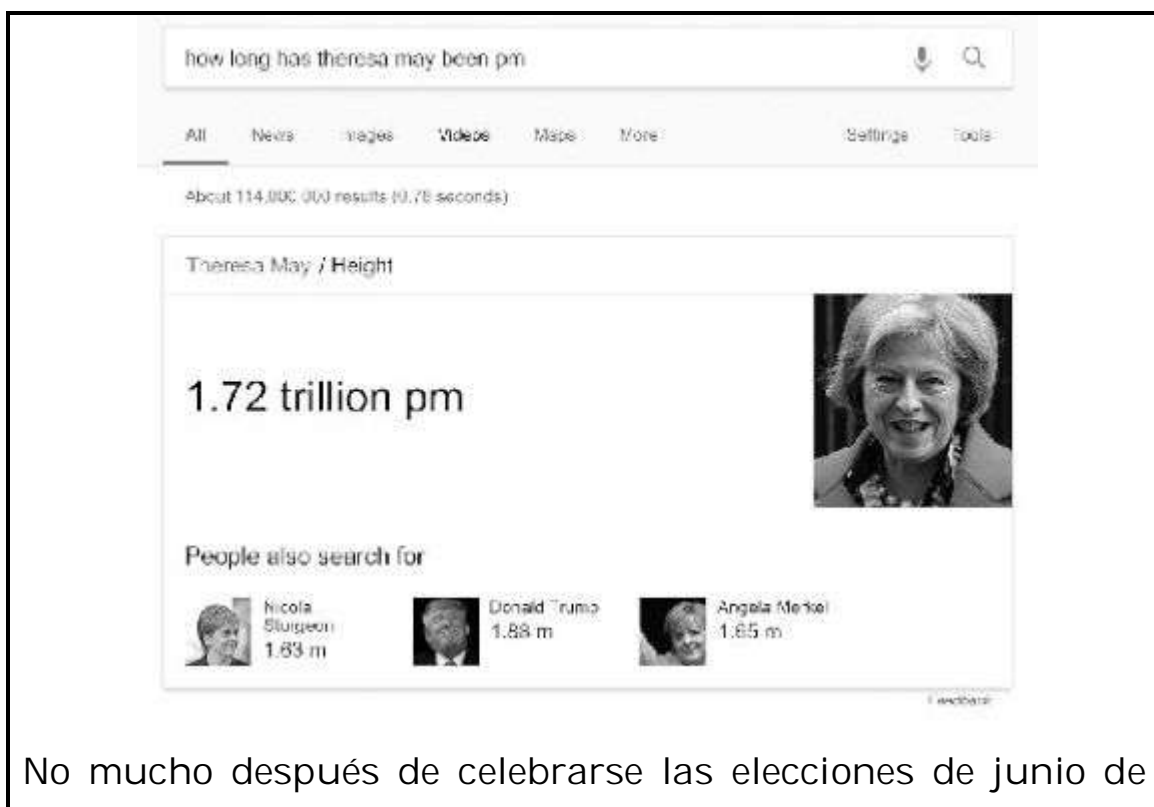 how long has theresa may been pm
All News Images Videos Maps More Settings Tools
About 114,000,000 results (0.78 seconds)
Theresa May / Height
1.72 trillion pm
People also search for
Nicola
Sturgeon
1.63 m
Donald Trump
1.88 m
Angela Merkel
1.65 m
Feedback
No mucho después de celebrarse las elecciones de junio de